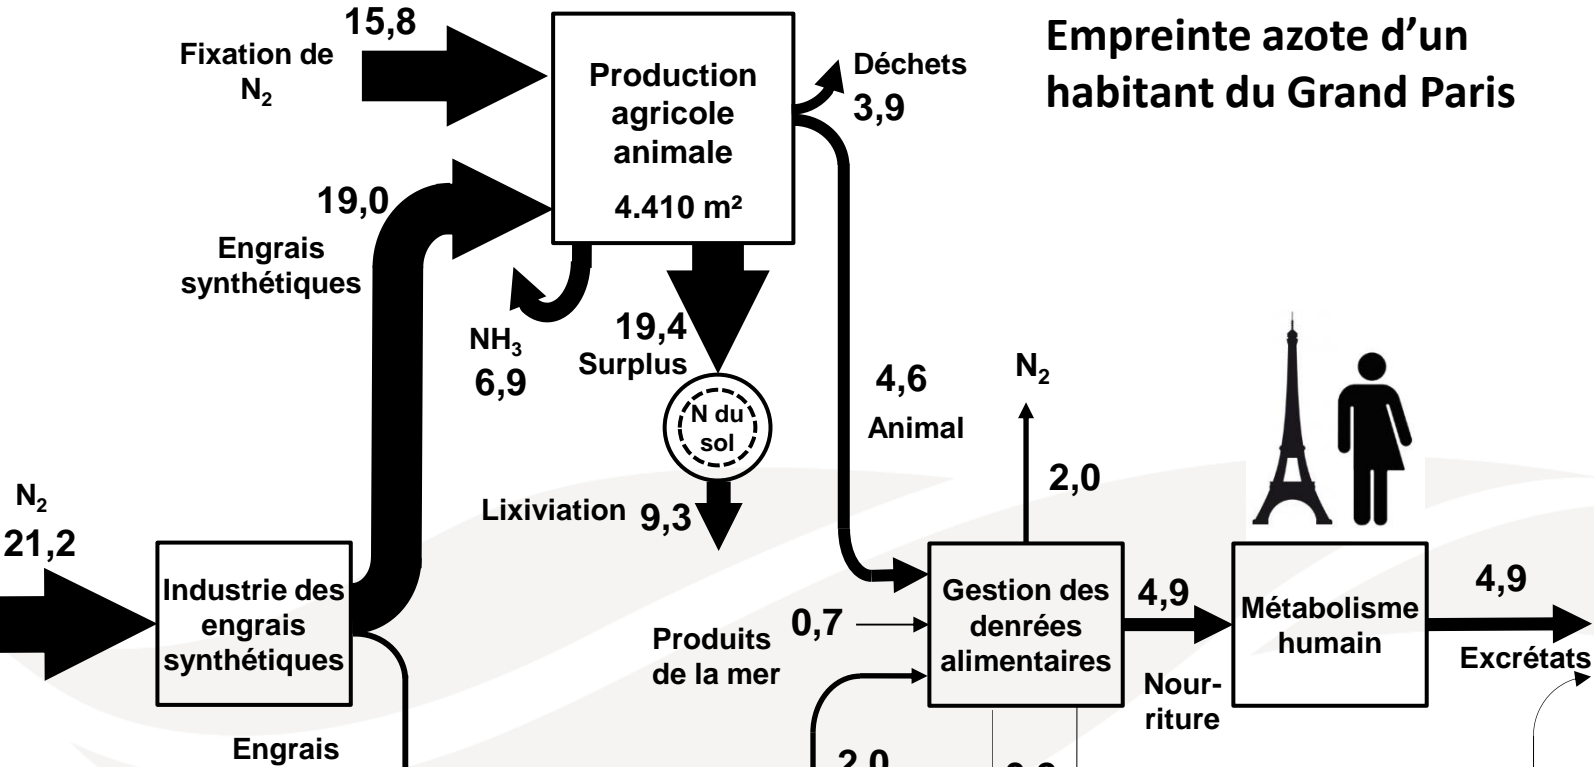 Empreinte azote d’un
habitant du Grand Paris
15,8
Fixation de
N₂
Production
agricole
animale
4.410 m²
Déchets
3,9
19,0
Engrais
synthétiques
NH₃
6,9
19,4
Surplus
N du
sol
Lixiviation 9,3
4,6
Animal
N₂
2,0
N₂
21,2
Industrie des
engrais
synthétiques
Produits
de la mer
0,7
Gestion des
denrées
alimentaires
4,9
Nour-
riture
Métabolisme
humain
4,9
Excrétats
Engrais
2,0